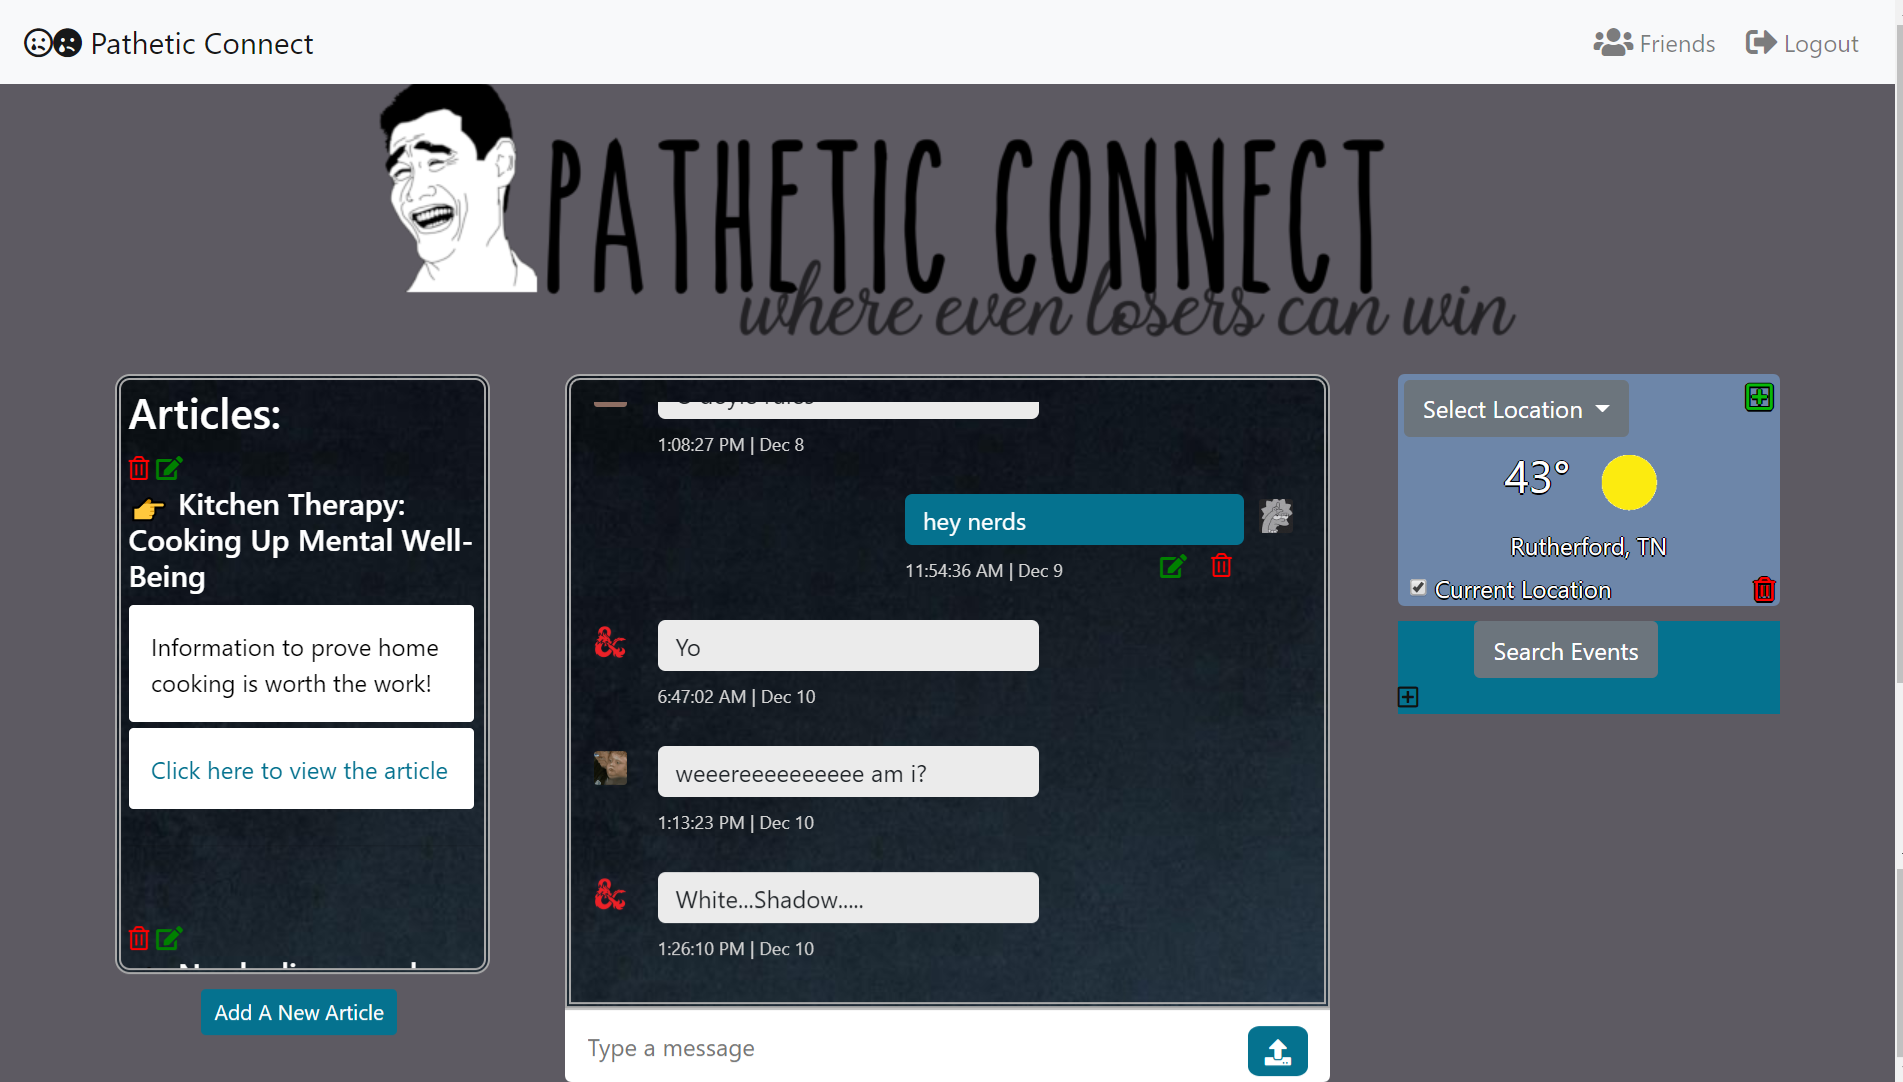 Pathetic Connect
Friends
Logout
PATHETIC CONNECT
where even losers can win
Articles:
👉 Kitchen Therapy:
Cooking Up Mental Well-
Being
Information to prove home
cooking is worth the work!
Click here to view the article
Add A New Article
1:08:27 PM | Dec 8
hey nerds
11:54:36 AM | Dec 9
Yo
6:47:02 AM | Dec 10
weeereeeeeeeeee am i?
1:13:23 PM | Dec 10
White...Shadow.....
1:26:10 PM | Dec 10
Type a message
Select Location
43°
Rutherford, TN
Current Location
Search Events